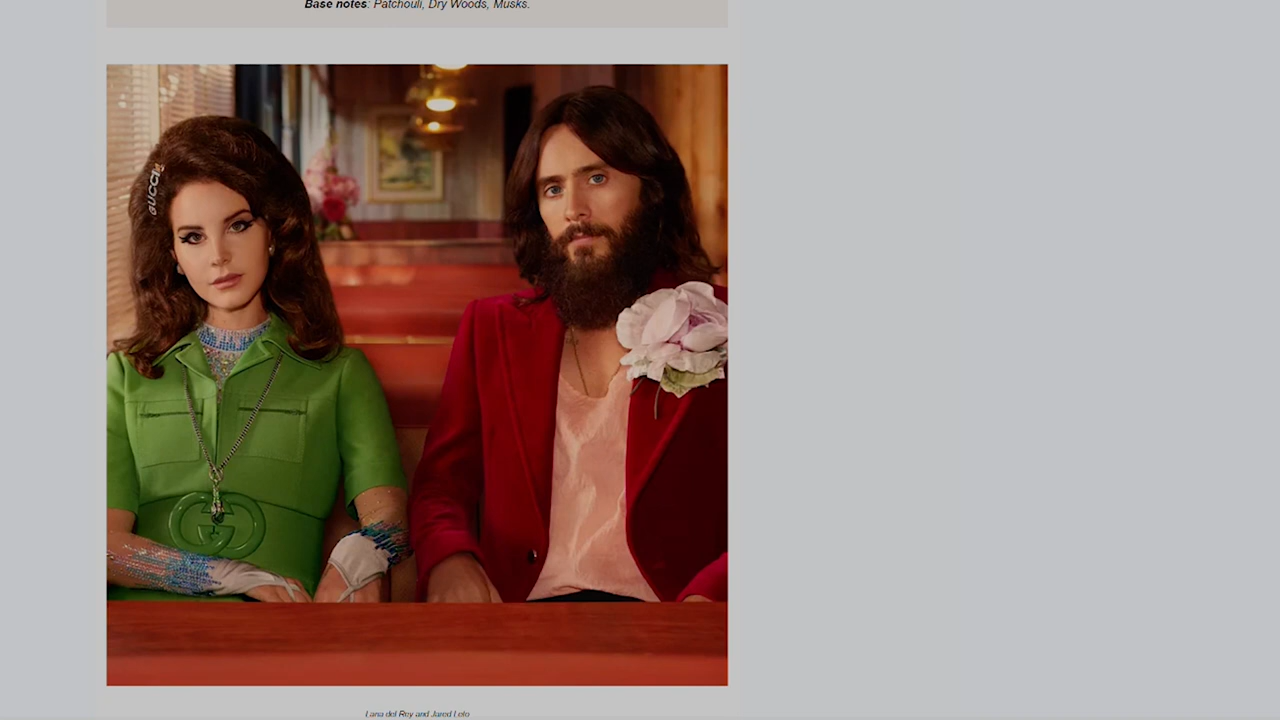 Base notes: Patchouli, Dry Woods, Musks.
GUCCI
Lana del Rey and Jared Leto